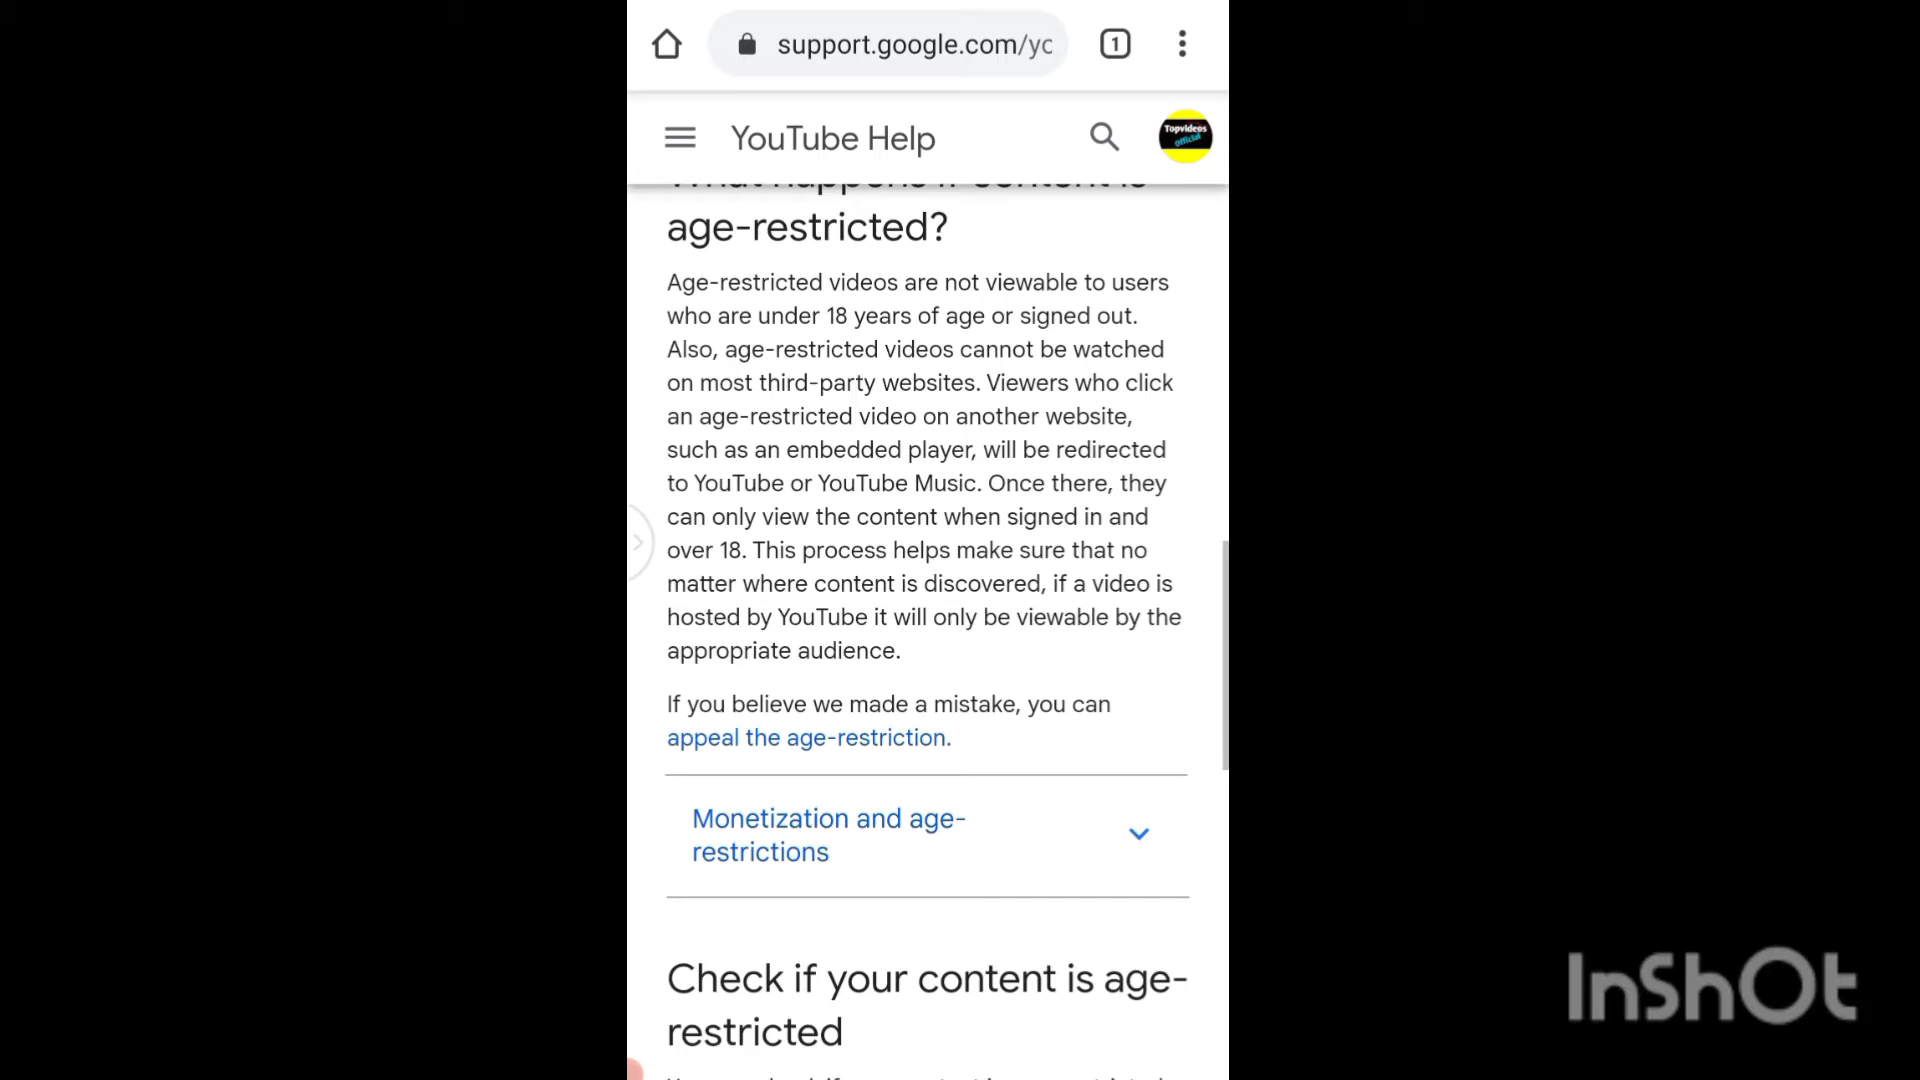 support.google.com/yc
1
YouTube Help
Topvideos
official
What happens if content is
age-restricted?
Age-restricted videos are not viewable to users
who are under 18 years of age or signed out.
Also, age-restricted videos cannot be watched
on most third-party websites. Viewers who click
an age-restricted video on another website,
such as an embedded player, will be redirected
to YouTube or YouTube Music. Once there, they
can only view the content when signed in and
over 18. This process helps make sure that no
matter where content is discovered, if a video is
hosted by YouTube it will only be viewable by the
appropriate audience.
If you believe we made a mistake, you can
appeal the age-restriction.
Monetization and age-
restrictions
Check if your content is age-
restricted
InShOt